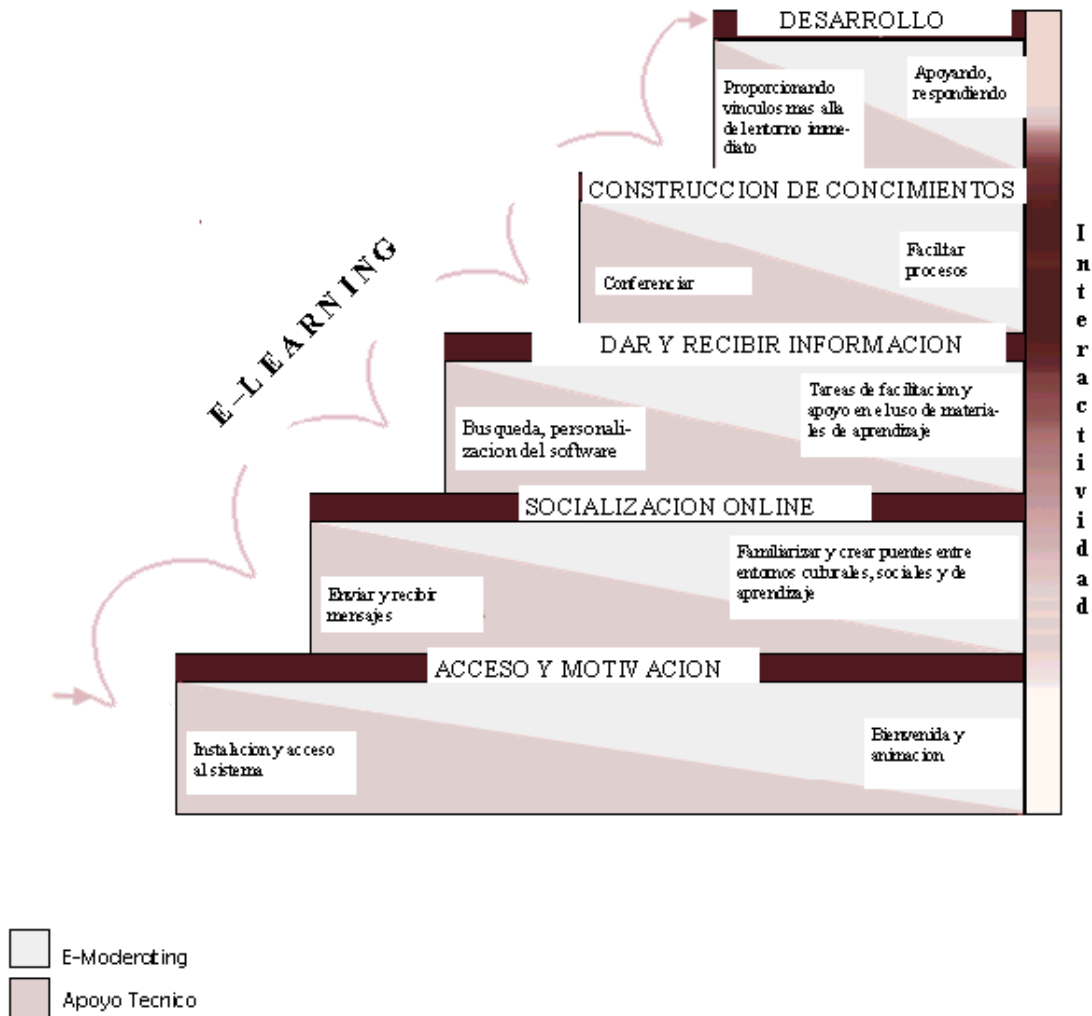 DESARROLLO
Proporcionando
vinculos mas alla
del entorno inme-
diato
Apoyando,
respondiendo
CONSTRUCCION DE CONCIMIENTOS
Conferenciar
Facilitar
procesos
DAR Y RECIBIR INFORMACION
Busqueda, personali-
zacion del software
Tareas de facilitacion y
apoyo en el uso de materia-
les de aprendizaje
SOCIALIZACION ONLINE
Enviar y recibir
mensajes
Familiarizar y crear puentes entre
entornos culturales, sociales y de
aprendizaje
ACCESO Y MOTIVACION
Instalacion y acceso
al sistema
Bienvenida y
animacion
E-LEARNING
Interactividad
E-Moderating
Apoyo Tecnico